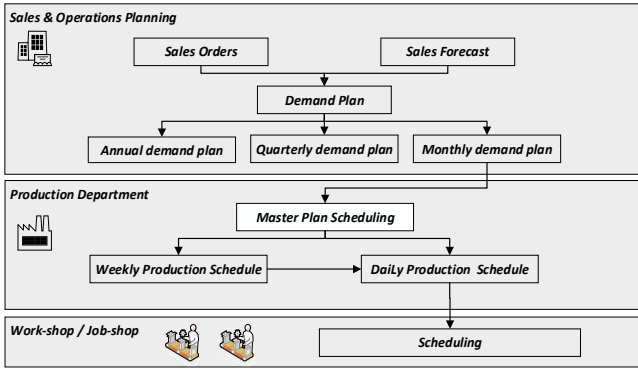 Sales & Operations Planning
Sales Orders
Sales Forecast
Demand Plan
Annual demand plan
Quarterly demand plan
Monthly demand plan
Production Department
Master Plan Scheduling
Weekly Production Schedule
DaiLy Production Schedule
Work-shop / Job-shop
Scheduling